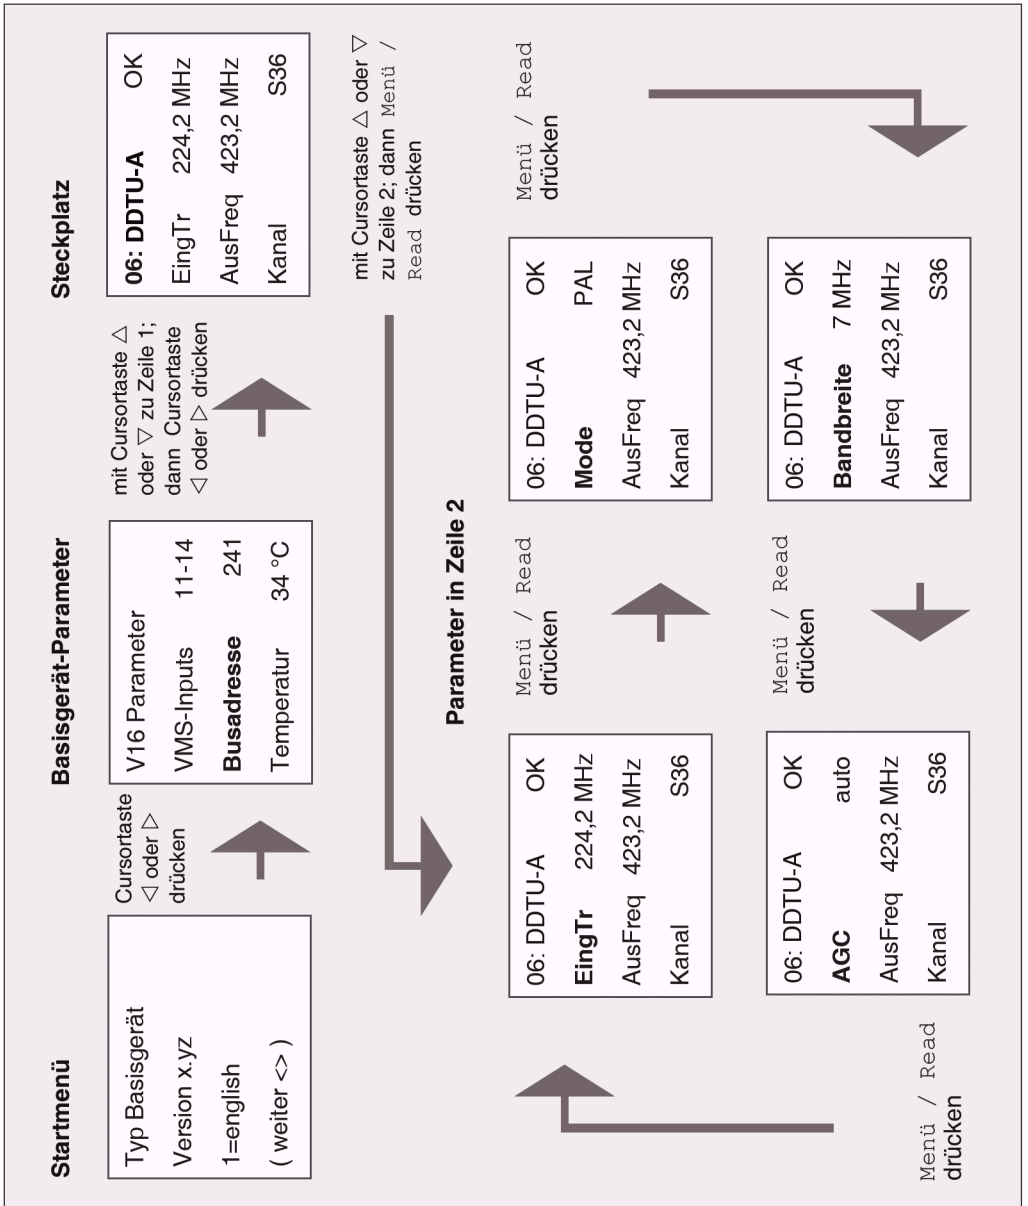 Startmenü
Typ Basisgerät
Version x.yz
1=english
( weiter <> )
Cursortaste
◁ oder ▷
drücken
Basisgerät-Parameter
V16 Parameter
VMS-Inputs 11-14
Busadresse 241
Temperatur 34 °C
mit Cursortaste △
oder ▽ zu Zeile 1;
dann Cursortaste
◁ oder ▷ drücken
Steckplatz
06: DDTU-A OK
EingTr 224,2 MHz
AusFreq 423,2 MHz
Kanal S36
mit Cursortaste △ oder ▽
zu Zeile 2; dann Menü /
Read drücken
Parameter in Zeile 2
06: DDTU-A OK
EingTr 224,2 MHz
AusFreq 423,2 MHz
Kanal S36
Menü / Read
drücken
06: DDTU-A OK
Mode PAL
AusFreq 423,2 MHz
Kanal S36
Menü / Read
drücken
06: DDTU-A OK
Bandbreite 7 MHz
AusFreq 423,2 MHz
Kanal S36
Menü / Read
drücken
06: DDTU-A OK
AGC auto
AusFreq 423,2 MHz
Kanal S36
Menü / Read
drücken